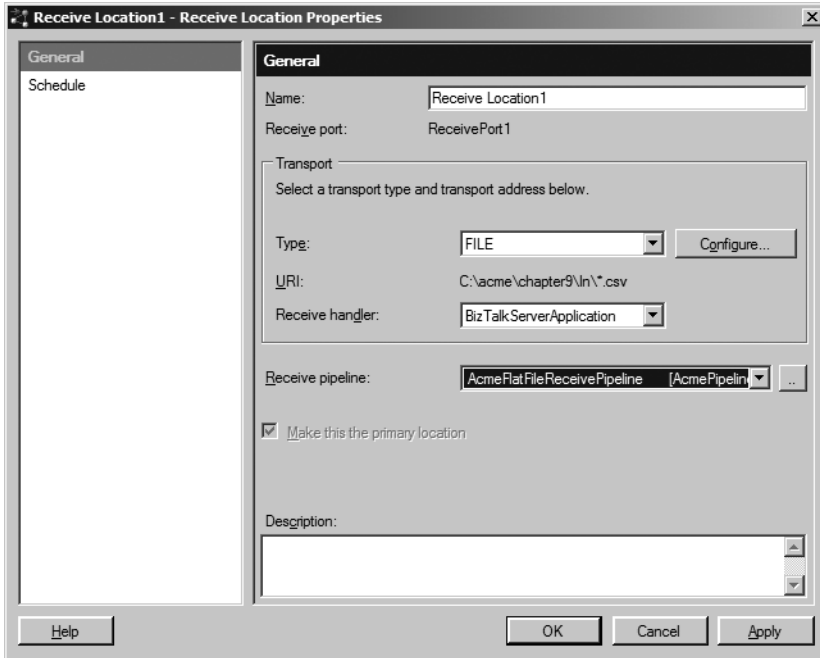 Receive Location1 - Receive Location Properties
General
Schedule
General
Name: Receive Location1
Receive port: ReceivePort1
Transport
Select a transport type and transport address below.
Type: FILE Configure...
URI: C:\acme\chapter9\In\*.csv
Receive handler: BizTalkServerApplication
Receive pipeline: AcmeFlatFileReceivePipeline [AcmePipelin ..
Make this the primary location
Description:
Help OK Cancel Apply